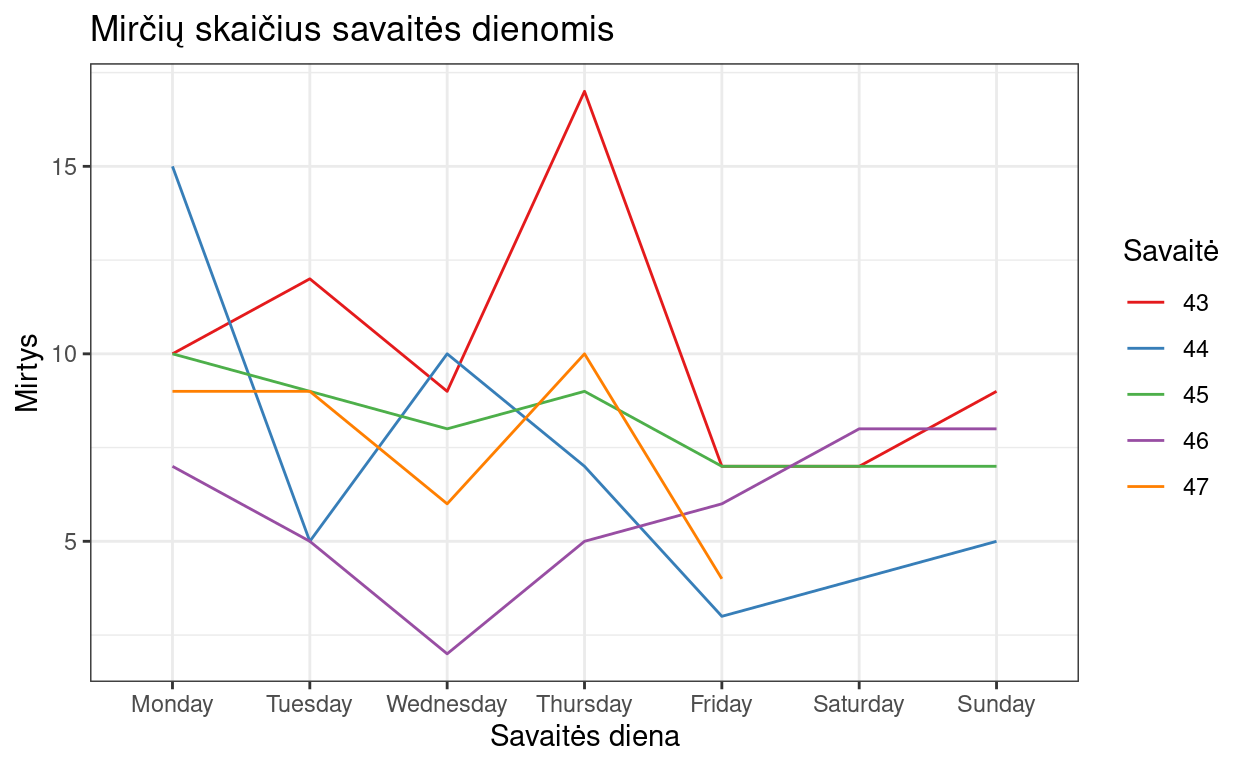 Mirčių skaičius savaitės dienomis
Mirtys
15
10
5
Monday Tuesday Wednesday Thursday Friday Saturday Sunday
Savaitės diena
Savaitė
43
44
45
46
47